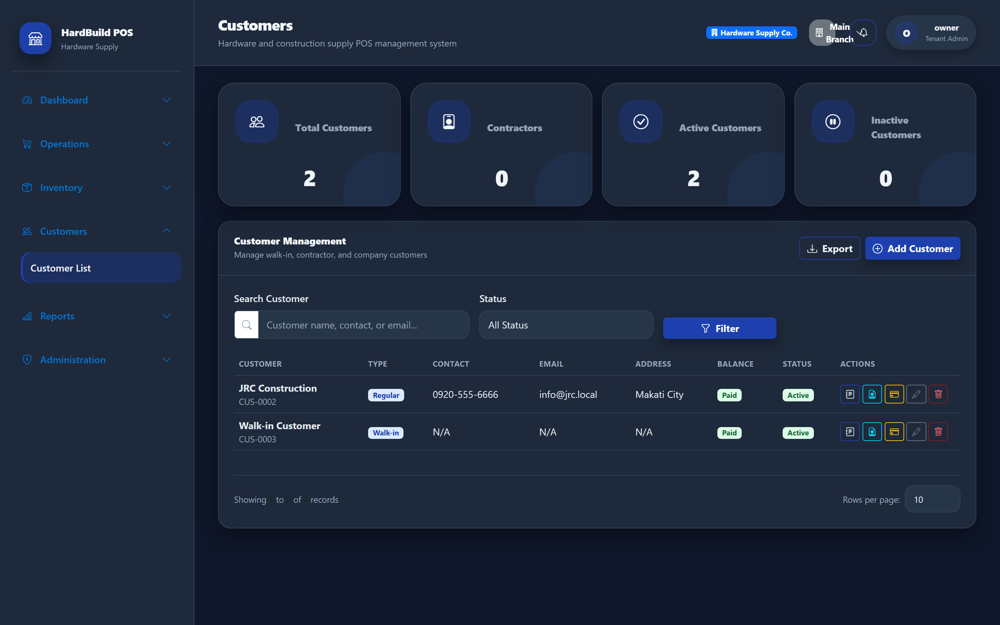 HardBuild POS
Hardware Supply
Dashboard
Operations
Inventory
Customers
Customer List
Reports
Administration
Customers
Hardware and construction supply POS management system
Hardware Supply Co.
Main
Branch
O
owner
Tenant Admin
Total Customers
2
Contractors
0
Active Customers
2
Inactive
Customers
0
Customer Management
Manage walk-in, contractor, and company customers
Export
Add Customer
Search Customer
Status
Customer name, contact, or email...
All Status
Filter
CUSTOMER TYPE CONTACT EMAIL ADDRESS BALANCE STATUS ACTIONS
JRC Construction Regular 0920-555-6666 info@jrc.local Makati City Paid Active
CUS-0002
Walk-in Customer Walk-in N/A N/A N/A Paid Active
CUS-0003
Showing to of records
Rows per page: 10